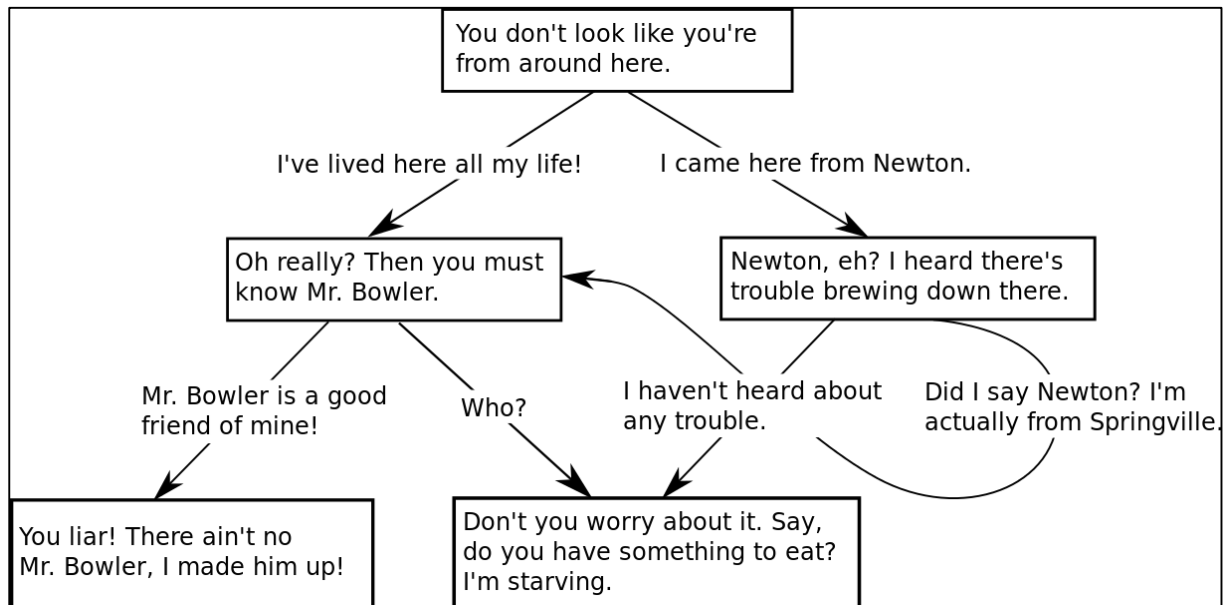 You don't look like you're
from around here.
I've lived here all my life!
I came here from Newton.
Oh really? Then you must
know Mr. Bowler.
Newton, eh? I heard there's
trouble brewing down there.
Mr. Bowler is a good
friend of mine!
Who?
I haven't heard about
any trouble.
Did I say Newton? I'm
actually from Springville.
You liar! There ain't no
Mr. Bowler, I made him up!
Don't you worry about it. Say,
do you have something to eat?
I'm starving.